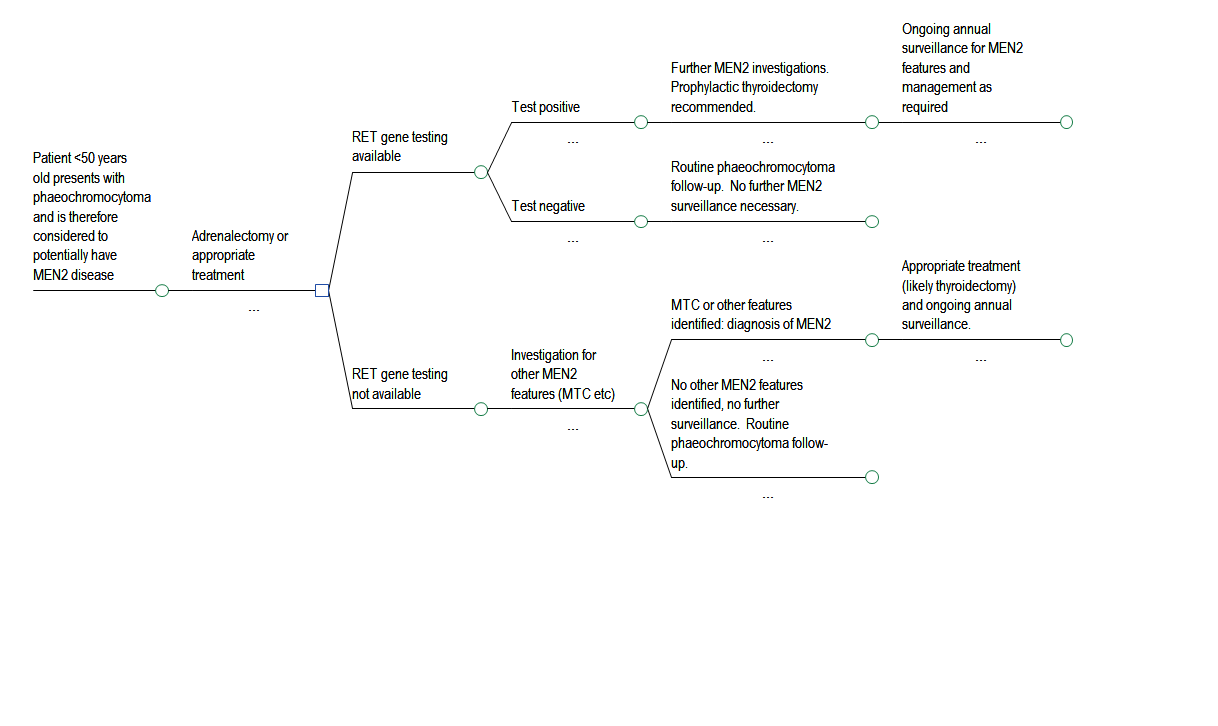 Patient <50 years
old presents with
phaeochromocytoma
and is therefore
considered to
potentially have
MEN2 disease
Adrenalectomy or
appropriate
treatment
...
RET gene testing
available
Test positive
...
Further MEN2 investigations.
Prophylactic thyroidectomy
recommended.
...
Ongoing annual
surveillance for MEN2
features and
management as
required
...
Test negative
...
Routine phaeochromocytoma
follow-up.  No further MEN2
surveillance necessary.
...
RET gene testing
not available
Investigation for
other MEN2
features (MTC etc)
...
MTC or other features
identified: diagnosis of MEN2
...
Appropriate treatment
(likely thyroidectomy)
and ongoing annual
surveillance.
...
No other MEN2 features
identified, no further
surveillance.  Routine
phaeochromocytoma follow-
up.
...